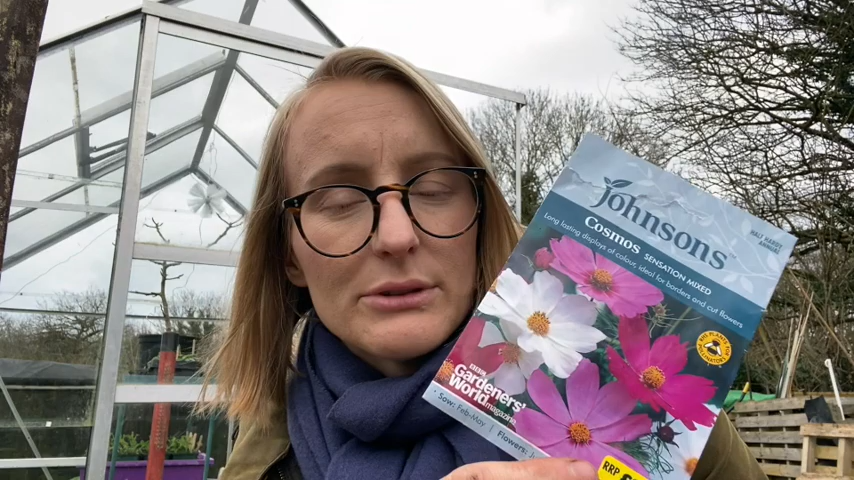 Johnsons
HALF HARDY
ANNUAL
Cosmos SENSATION MIXED
Long lasting displays of colour, ideal for borders and cut flowers
BBC
Gardeners'
World magazine
Sow: Feb-May | Flowers:
RRP